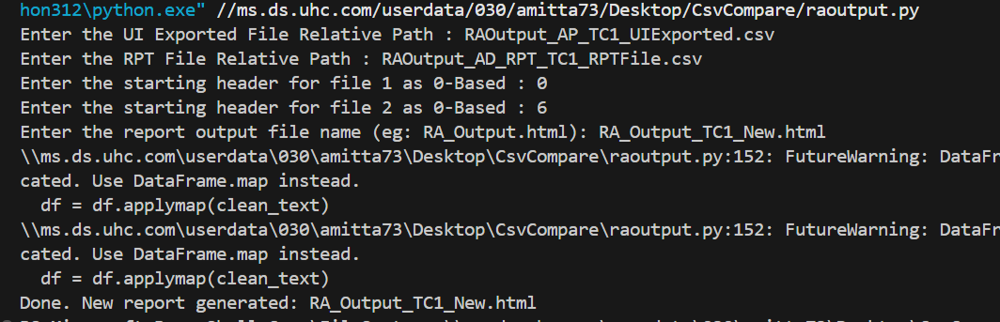 hon312\python.exe" //ms.ds.uhc.com/userdata/030/amitta73/Desktop/CsvCompare/raoutput.py
Enter the UI Exported File Relative Path : RAOutput_AP_TC1_UIExported.csv
Enter the RPT File Relative Path : RAOutput_AD_RPT_TC1_RPTFile.csv
Enter the starting header for file 1 as 0-Based : 0
Enter the starting header for file 2 as 0-Based : 6
Enter the report output file name (eg: RA_Output.html): RA_Output_TC1_New.html
\\ms.ds.uhc.com\userdata\030\amitta73\Desktop\CsvCompare\raoutput.py:152: FutureWarning: DataFr
cated. Use DataFrame.map instead.
  df = df.applymap(clean_text)
\\ms.ds.uhc.com\userdata\030\amitta73\Desktop\CsvCompare\raoutput.py:152: FutureWarning: DataFr
cated. Use DataFrame.map instead.
  df = df.applymap(clean_text)
Done. New report generated: RA_Output_TC1_New.html